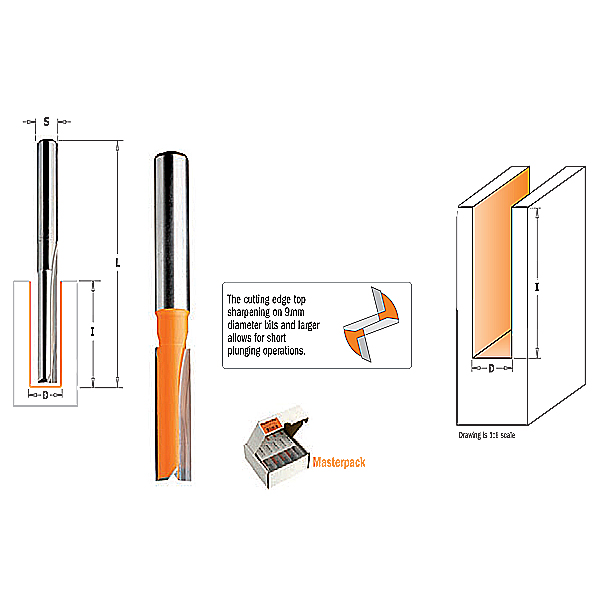 S
L
I
D
The cutting edge top
sharpening on 9mm
diameter bits and larger
allows for short
plunging operations.
Masterpack
I
D
Drawing is 1:1 scale